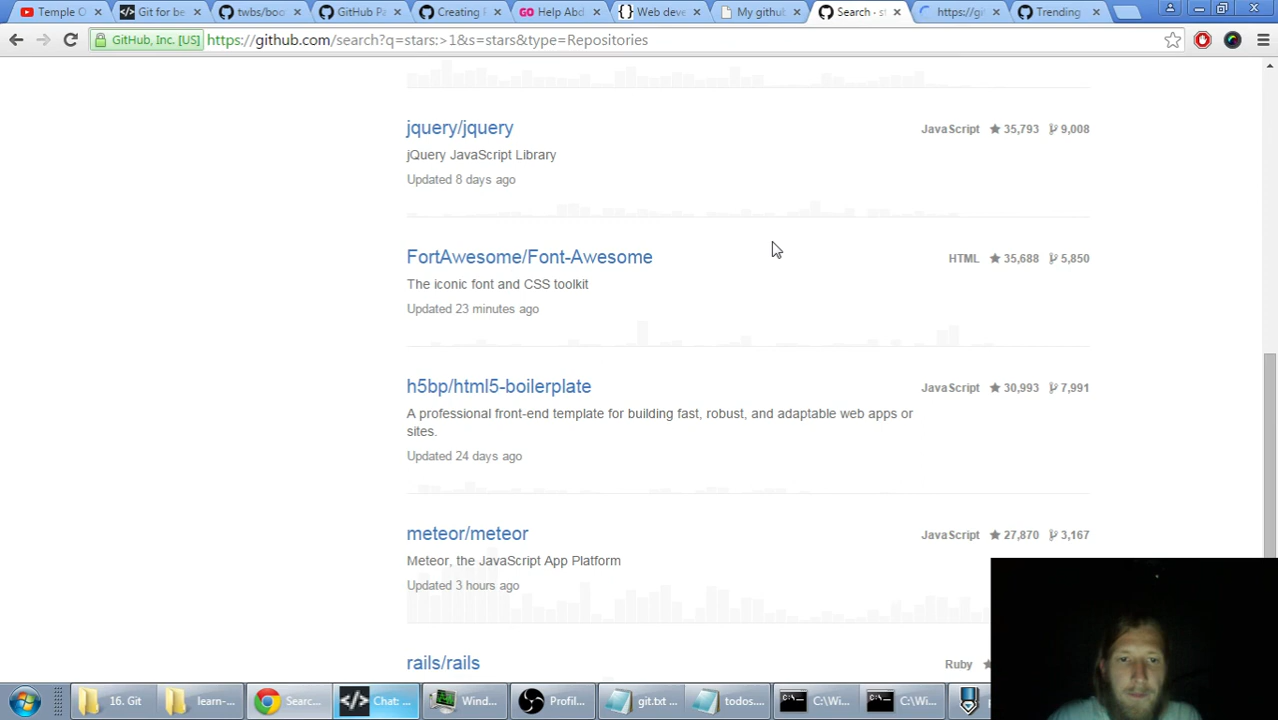 Temple O
Git for be
twbs/boo
GitHub Pa
Creating F
Help Abd
Web deve
My github
Search - st
https://git
Trending
GitHub, Inc. [US] https://github.com/search?q=stars:>1&s=stars&type=Repositories
jquery/jquery JavaScript 35,793 9,008
jQuery JavaScript Library
Updated 8 days ago
FortAwesome/Font-Awesome HTML 35,688 5,850
The iconic font and CSS toolkit
Updated 23 minutes ago
h5bp/html5-boilerplate JavaScript 30,993 7,991
A professional front-end template for building fast, robust, and adaptable web apps or
sites.
Updated 24 days ago
meteor/meteor JavaScript 27,870 3,167
Meteor, the JavaScript App Platform
Updated 3 hours ago
rails/rails Ruby
16. Git learn-... Searc... Chat: ... Wind... Profil... git.txt ... todos.... C:\Wi... C:\Wi...